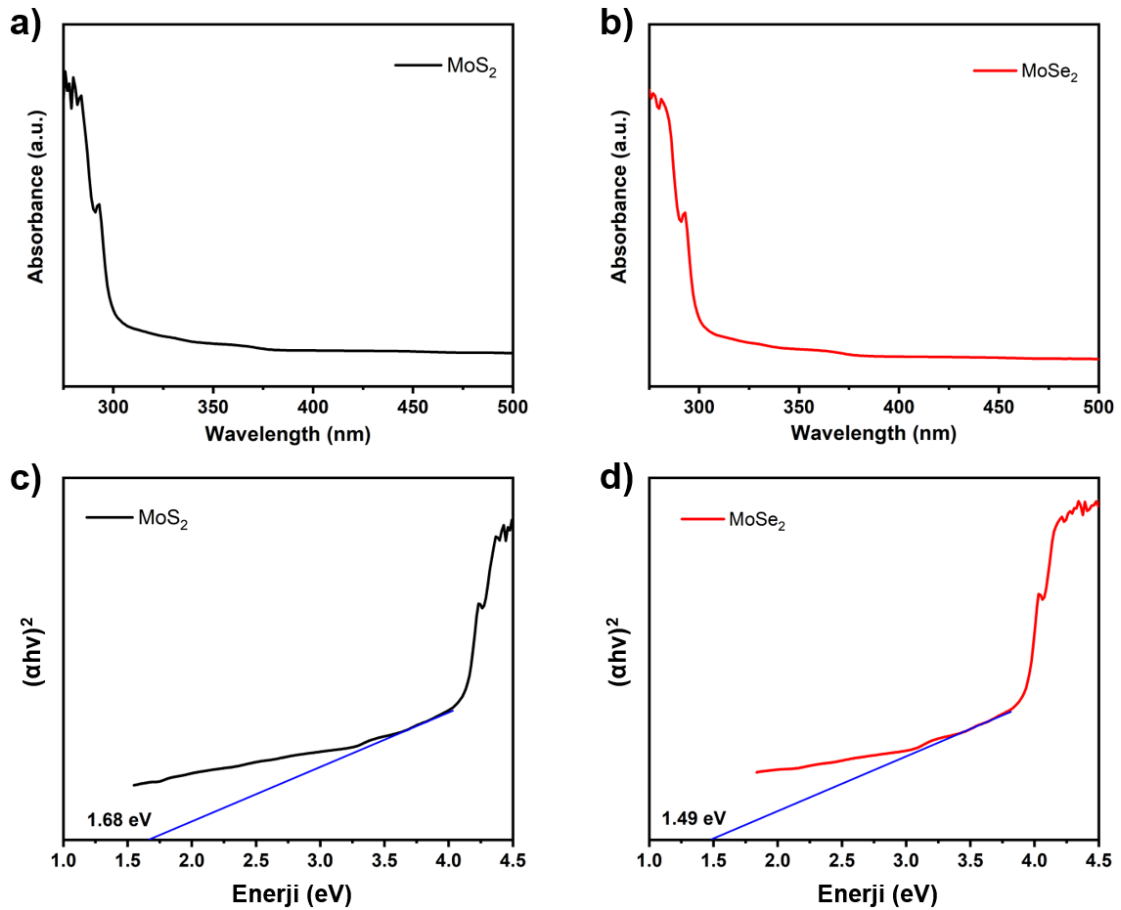 a)
MoS₂
Absorbance (a.u.)
300 350 400 450 500
Wavelength (nm)
b)
MoSe₂
Absorbance (a.u.)
300 350 400 450 500
Wavelength (nm)
c)
MoS₂
(αhv)²
1.68 eV
1.0 1.5 2.0 2.5 3.0 3.5 4.0 4.5
Enerji (eV)
d)
MoSe₂
(αhv)²
1.49 eV
1.0 1.5 2.0 2.5 3.0 3.5 4.0 4.5
Enerji (eV)